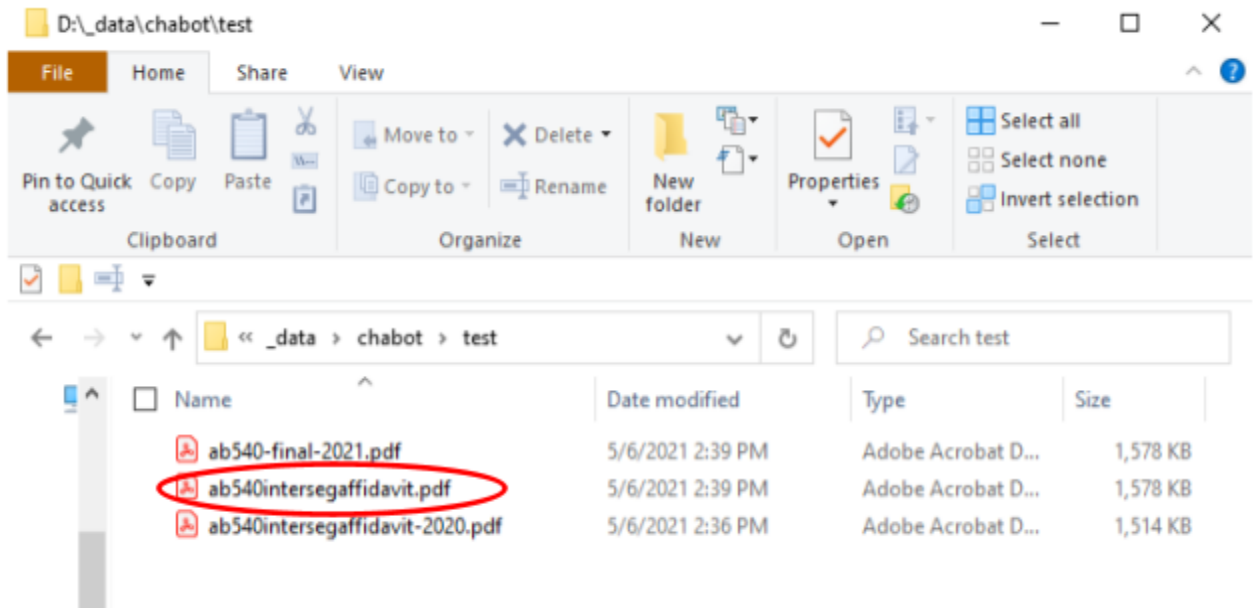 D:\_data\chabot\test
File Home Share View
Pin to Quick access
Copy
Paste
Clipboard
Move to
Copy to
Delete
Rename
Organize
New folder
New
Properties
Open
Select all
Select none
Invert selection
Select
« _data › chabot › test
Search test
Name Date modified Type Size
ab540-final-2021.pdf 5/6/2021 2:39 PM Adobe Acrobat D... 1,578 KB
ab540intersegaffidavit.pdf 5/6/2021 2:39 PM Adobe Acrobat D... 1,578 KB
ab540intersegaffidavit-2020.pdf 5/6/2021 2:36 PM Adobe Acrobat D... 1,514 KB